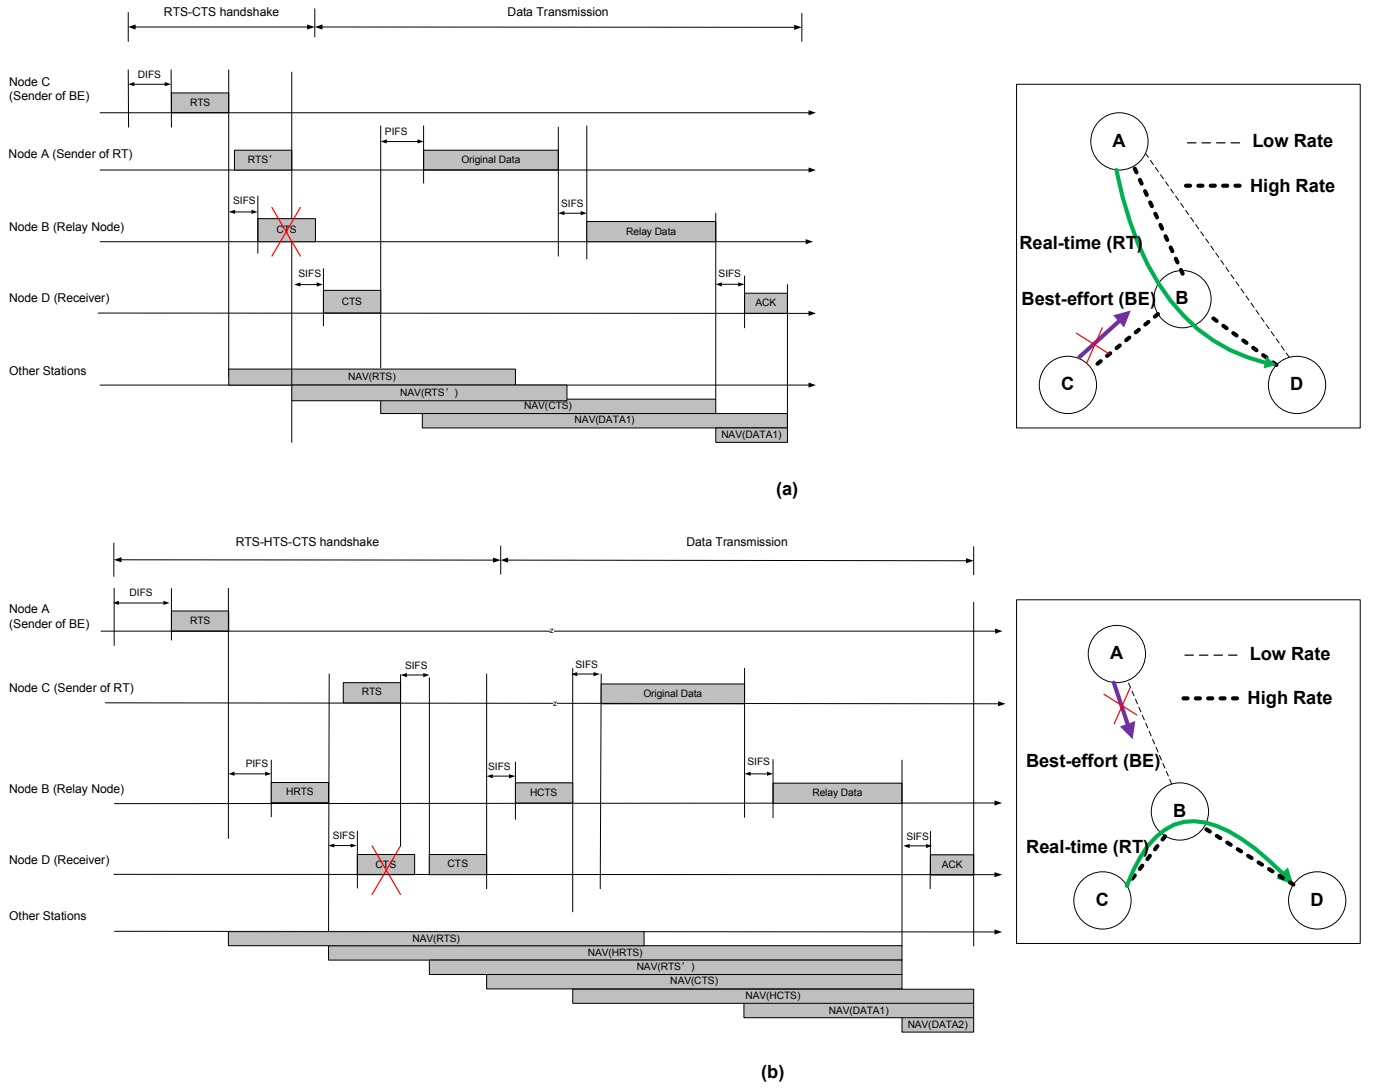 RTS-CTS handshake
Data Transmission
Node C
(Sender of BE)
DIFS
RTS
Node A (Sender of RT)
RTS’
PIFS
Original Data
Node B (Relay Node)
SIFS
CTS
SIFS
Relay Data
Node D (Receiver)
SIFS
CTS
SIFS
ACK
Other Stations
NAV(RTS)
NAV(RTS’ )
NAV(CTS)
NAV(DATA1)
NAV(DATA1)
A
Low Rate
High Rate
Real-time (RT)
Best-effort (BE)
B
C
D
(a)
RTS-HTS-CTS handshake
Data Transmission
Node A
(Sender of BE)
DIFS
RTS
z
Node C (Sender of RT)
RTS
SIFS
SIFS
Original Data
z
Node B (Relay Node)
PIFS
HRTS
SIFS
HCTS
SIFS
Relay Data
Node D (Receiver)
SIFS
CTS
CTS
SIFS
ACK
Other Stations
NAV(RTS)
NAV(HRTS)
NAV(RTS’ )
NAV(CTS)
NAV(HCTS)
NAV(DATA1)
NAV(DATA2)
A
Low Rate
High Rate
Best-effort (BE)
B
Real-time (RT)
C
D
(b)